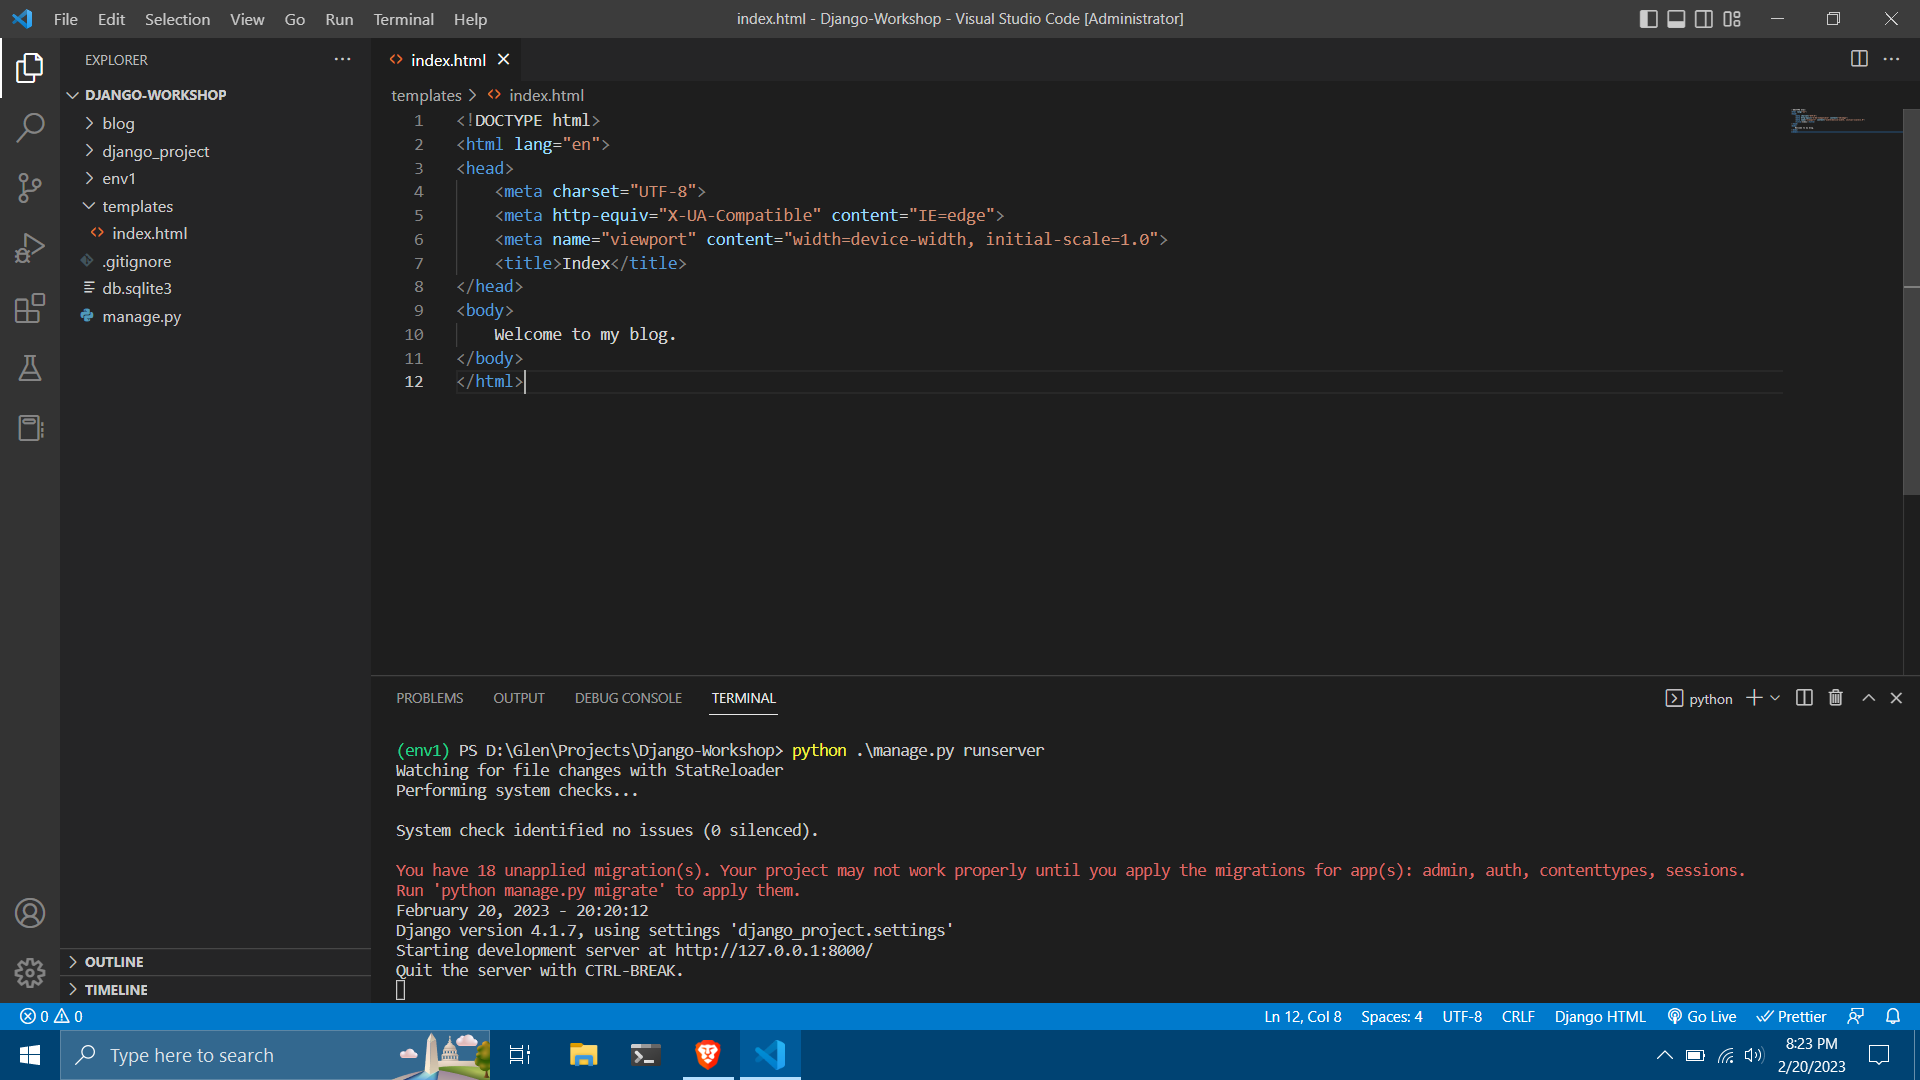 File Edit Selection View Go Run Terminal Help
index.html - Django-Workshop - Visual Studio Code [Administrator]
EXPLORER
DJANGO-WORKSHOP
blog
django_project
env1
templates
index.html
.gitignore
db.sqlite3
manage.py
OUTLINE
TIMELINE
index.html
templates > index.html
1 <!DOCTYPE html>
2 <html lang="en">
3 <head>
4 <meta charset="UTF-8">
5 <meta http-equiv="X-UA-Compatible" content="IE=edge">
6 <meta name="viewport" content="width=device-width, initial-scale=1.0">
7 <title>Index</title>
8 </head>
9 <body>
10 Welcome to my blog.
11 </body>
12 </html>
PROBLEMS OUTPUT DEBUG CONSOLE TERMINAL
python
(env1) PS D:\Glen\Projects\Django-Workshop> python .\manage.py runserver
Watching for file changes with StatReloader
Performing system checks...
System check identified no issues (0 silenced).
You have 18 unapplied migration(s). Your project may not work properly until you apply the migrations for app(s): admin, auth, contenttypes, sessions.
Run 'python manage.py migrate' to apply them.
February 20, 2023 - 20:20:12
Django version 4.1.7, using settings 'django_project.settings'
Starting development server at http://127.0.0.1:8000/
Quit the server with CTRL-BREAK.
0 0 Ln 12, Col 8 Spaces: 4 UTF-8 CRLF Django HTML Go Live Prettier
Type here to search
8:23 PM
2/20/2023